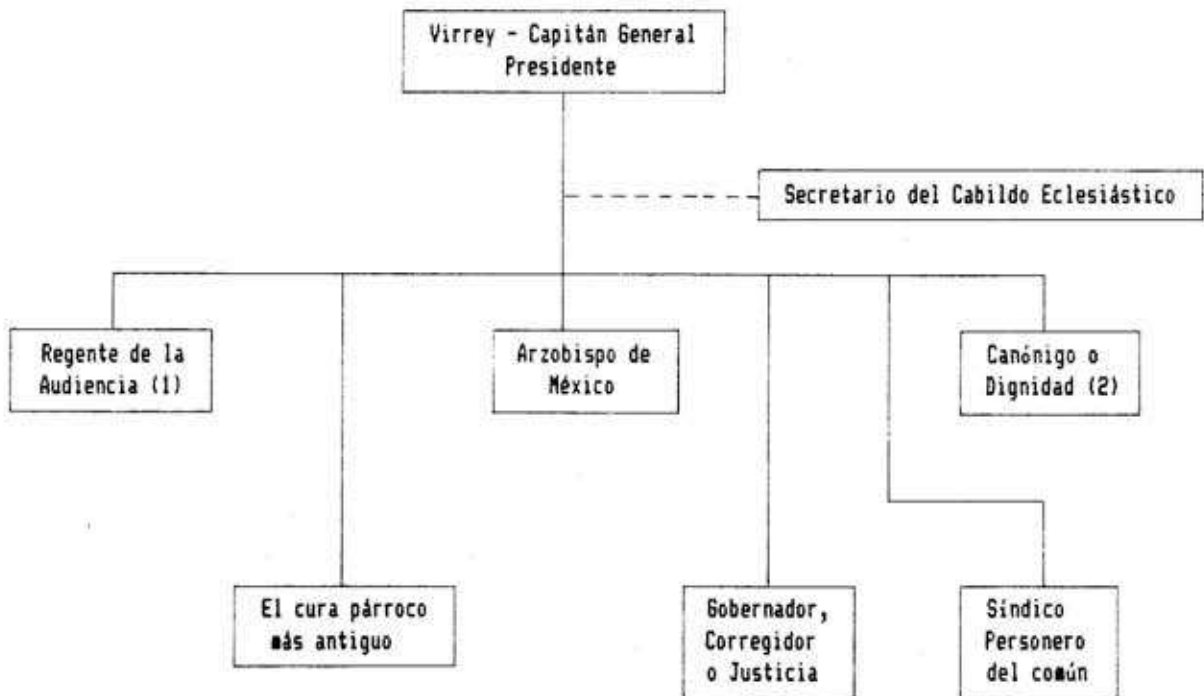 Virrey - Capitán General
Presidente
Secretario del Cabildo Eclesiástico
Regente de la
Audiencia (1)
Arzobispo de
México
Canónigo o
Dignidad (2)
El cura párroco
más antiguo
Gobernador,
Corregidor
o Justicia
Síndico
Personero
del común